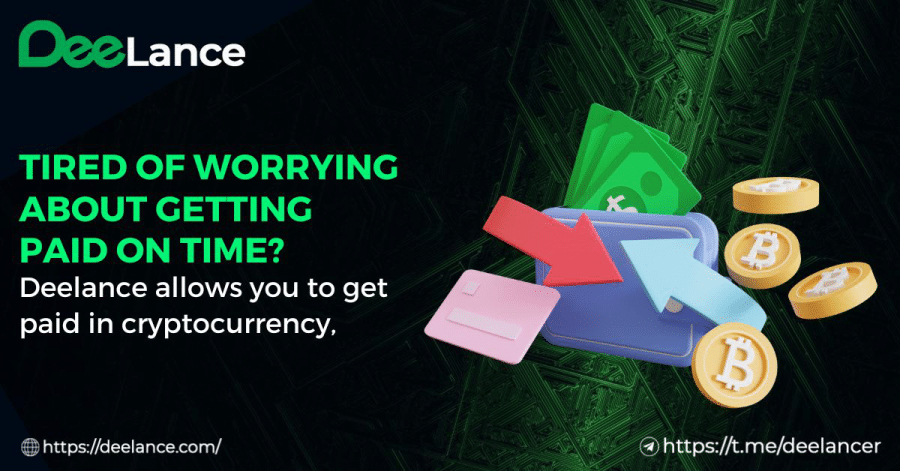 DeeLance
TIRED OF WORRYING
ABOUT GETTING
PAID ON TIME?
Deelance allows you to get
paid in cryptocurrency,
https://deelance.com/
https://t.me/deelancer